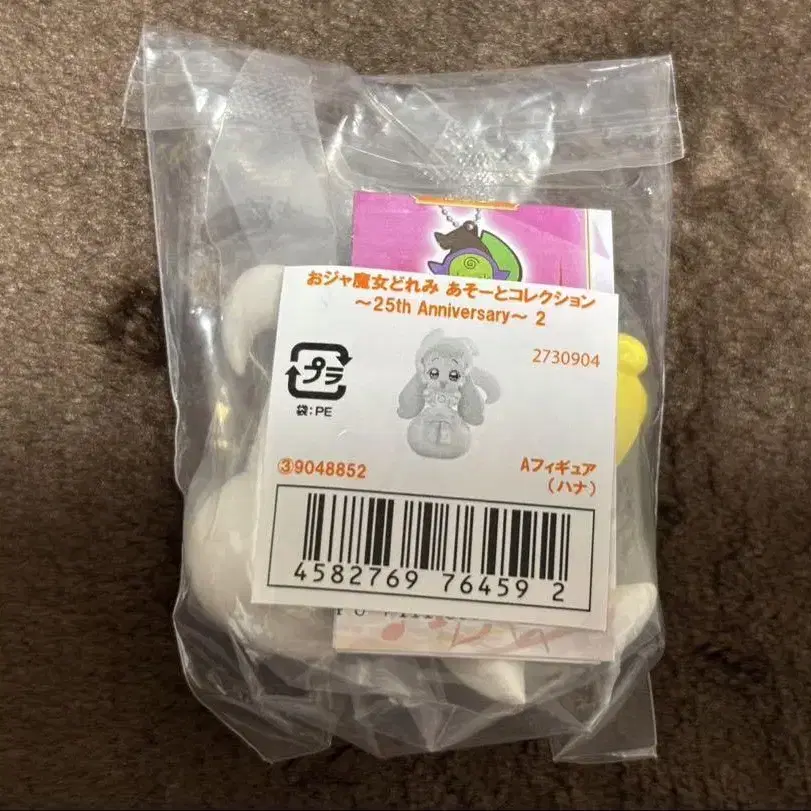 おジャ魔女どれみ あそーとコレクション
～25th Anniversary～ 2
2730904
プラ
袋:PE
③9048852
Aフィギュア
(ハナ)
4582769 76459 2